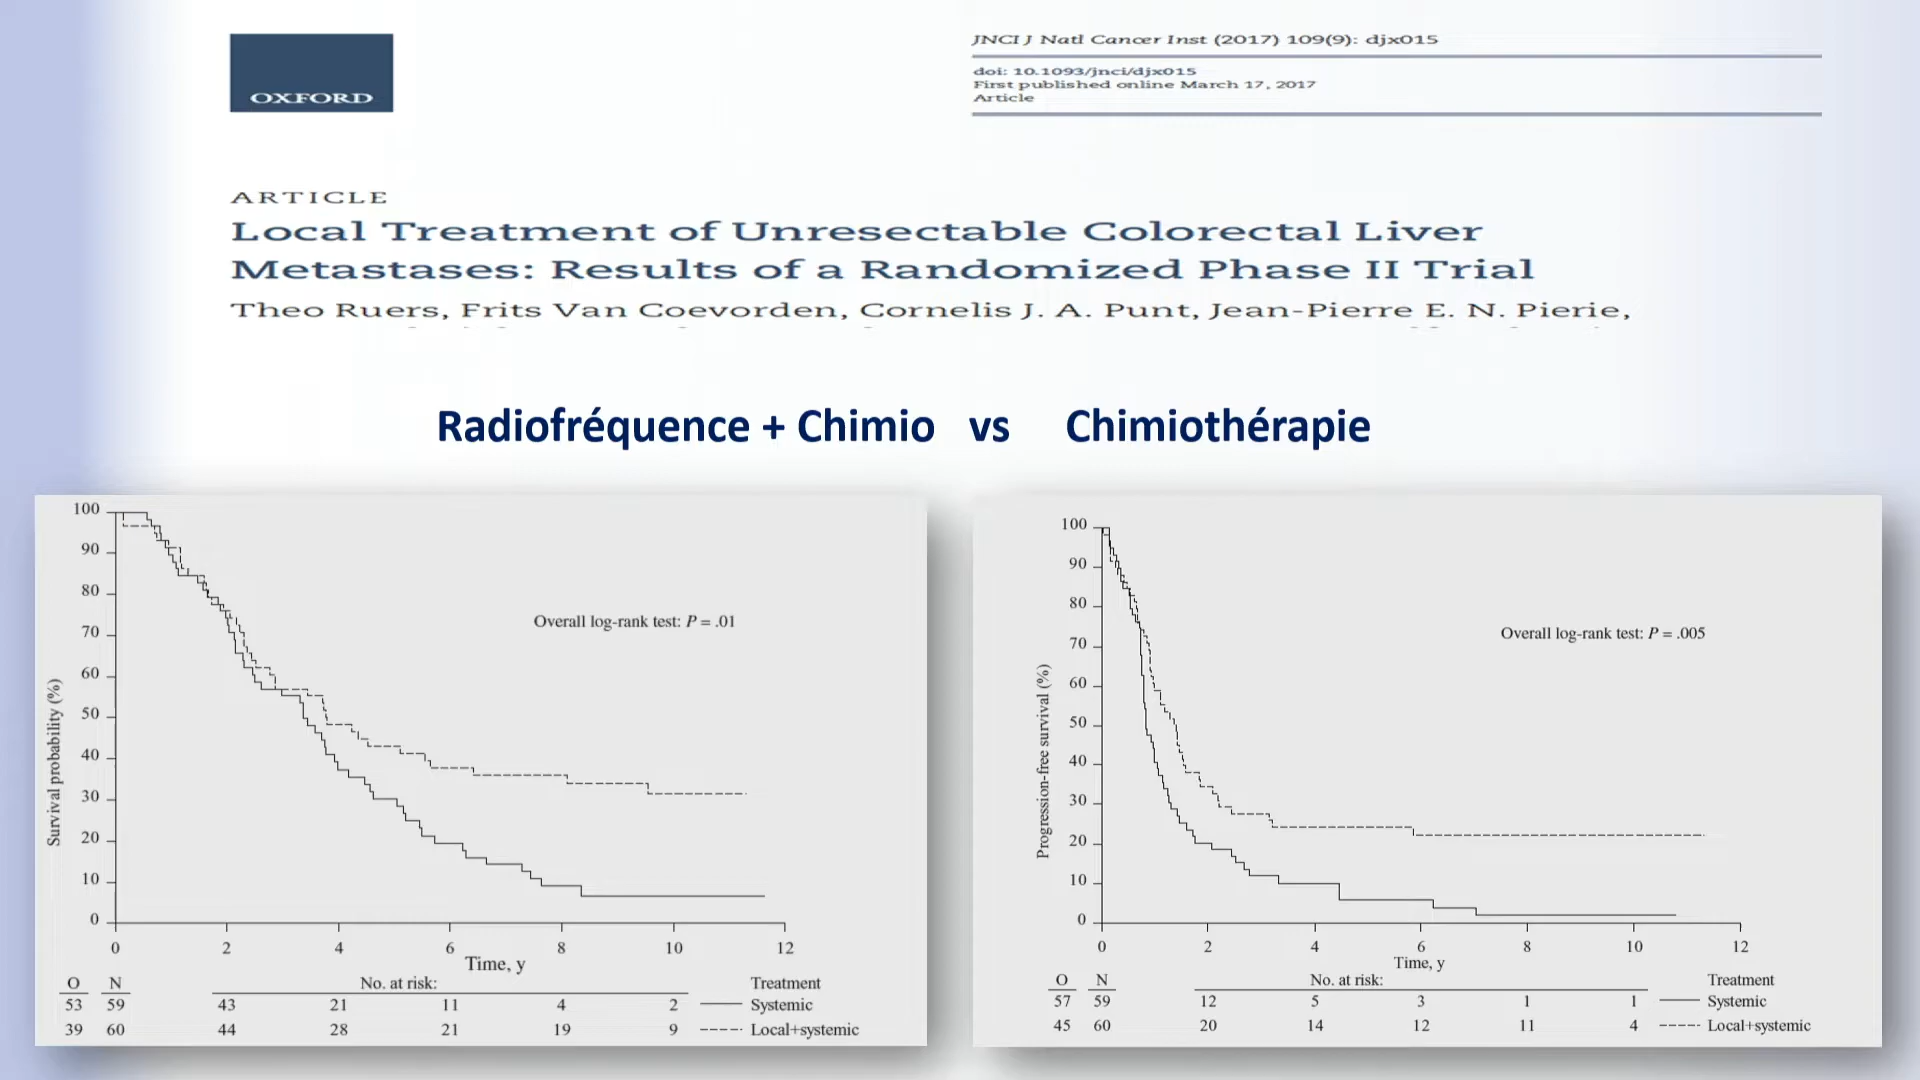 OXFORD
JNCI J Natl Cancer Inst (2017) 109(9): djx015
doi: 10.1093/jnci/djx015
First published online March 17, 2017
Article
ARTICLE
Local Treatment of Unresectable Colorectal Liver
Metastases: Results of a Randomized Phase II Trial
Theo Ruers, Frits Van Coevorden, Cornelis J. A. Punt, Jean-Pierre E. N. Pierie,
Radiofréquence + Chimio vs Chimiothérapie
100
90
80
70
60
50
40
30
20
10
0
Survival probability (%)
Overall log-rank test: P = .01
0 2 4 6 8 10 12
Time, y
O N No. at risk: Treatment
53 59 43 21 11 4 2 Systemic
39 60 44 28 21 19 9 Local+systemic
100
90
80
70
60
50
40
30
20
10
0
Progression-free survival (%)
Overall log-rank test: P = .005
0 2 4 6 8 10 12
Time, y
O N No. at risk: Treatment
57 59 12 5 3 1 1 Systemic
45 60 20 14 12 11 4 Local+systemic